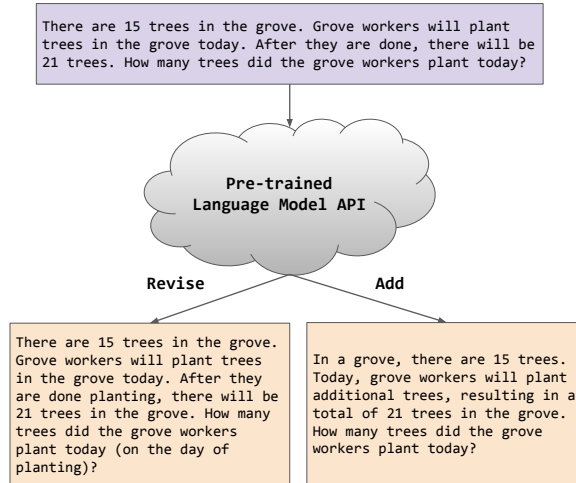 There are 15 trees in the grove. Grove workers will plant
trees in the grove today. After they are done, there will be
21 trees. How many trees did the grove workers plant today?
Pre-trained
Language Model API
Revise
Add
There are 15 trees in the grove.
Grove workers will plant trees
in the grove today. After they
are done planting, there will be
21 trees in the grove. How many
trees did the grove workers
plant today (on the day of
planting)?
In a grove, there are 15 trees.
Today, grove workers will plant
additional trees, resulting in a
total of 21 trees in the grove.
How many trees did the grove
workers plant today?